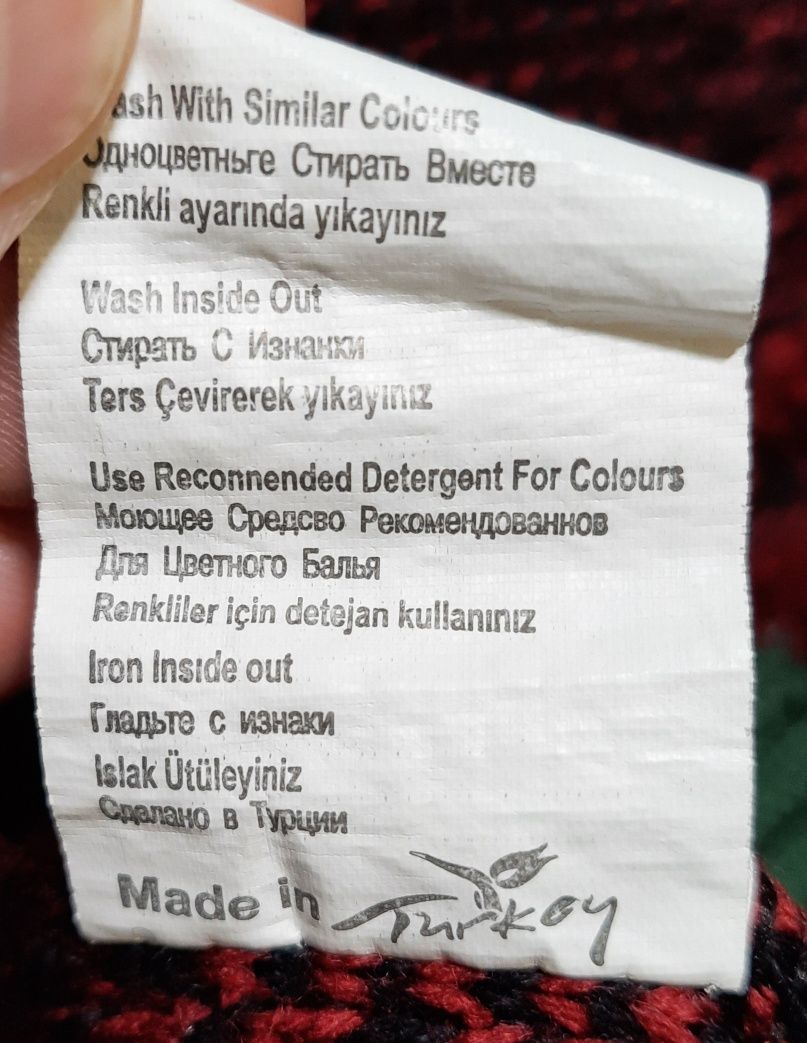 Wash With Similar Colours
Одноцветньге Стирать Вместе
Renkli ayarında yıkayınız
Wash Inside Out
Стирать С Изнанки
Ters Çevirerek yıkayınız
Use Reconnended Detergent For Colours
Моющее Средсво Рекомендованнов
Для Цветного Балья
Renkliler için detejan kullanınız
Iron Inside out
Гладьте с изнаки
Islak Ütüleyiniz
Сделано в Турции
Made in Turkey